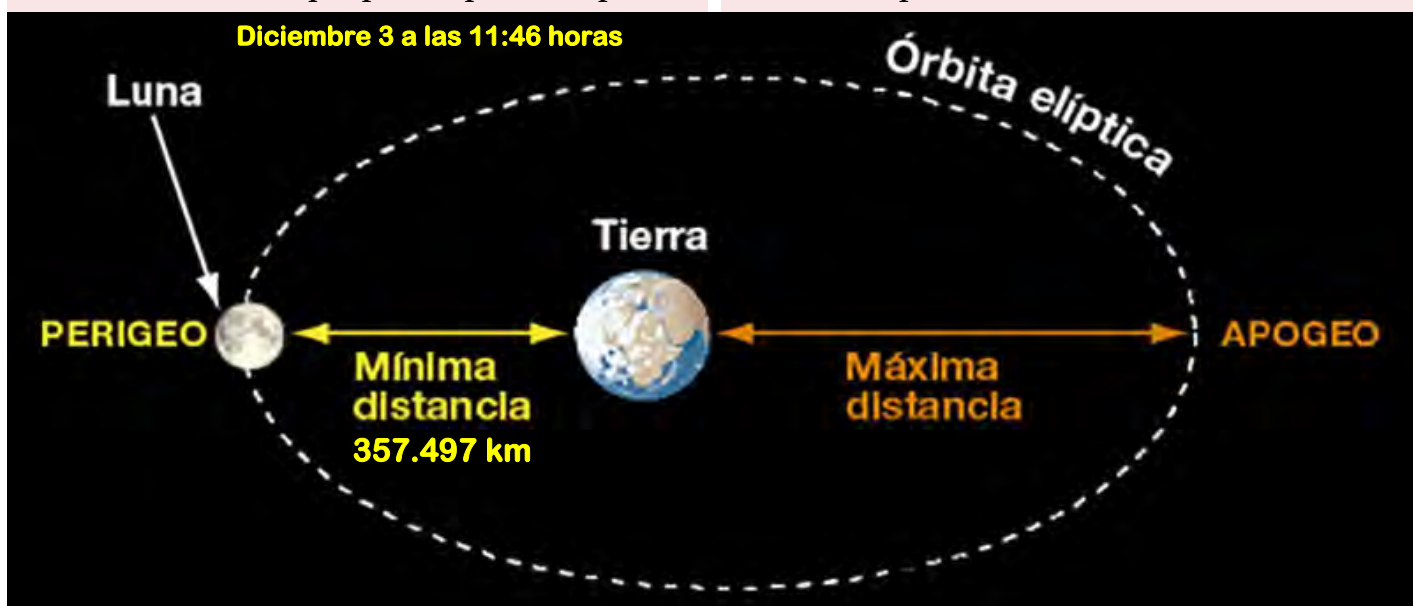 Diciembre 3 a las 11:46 horas
Luna
Órbita elíptica
Tierra
PERIGEO
APOGEO
Mínima
distancia
357.497 km
Máxima
distancia